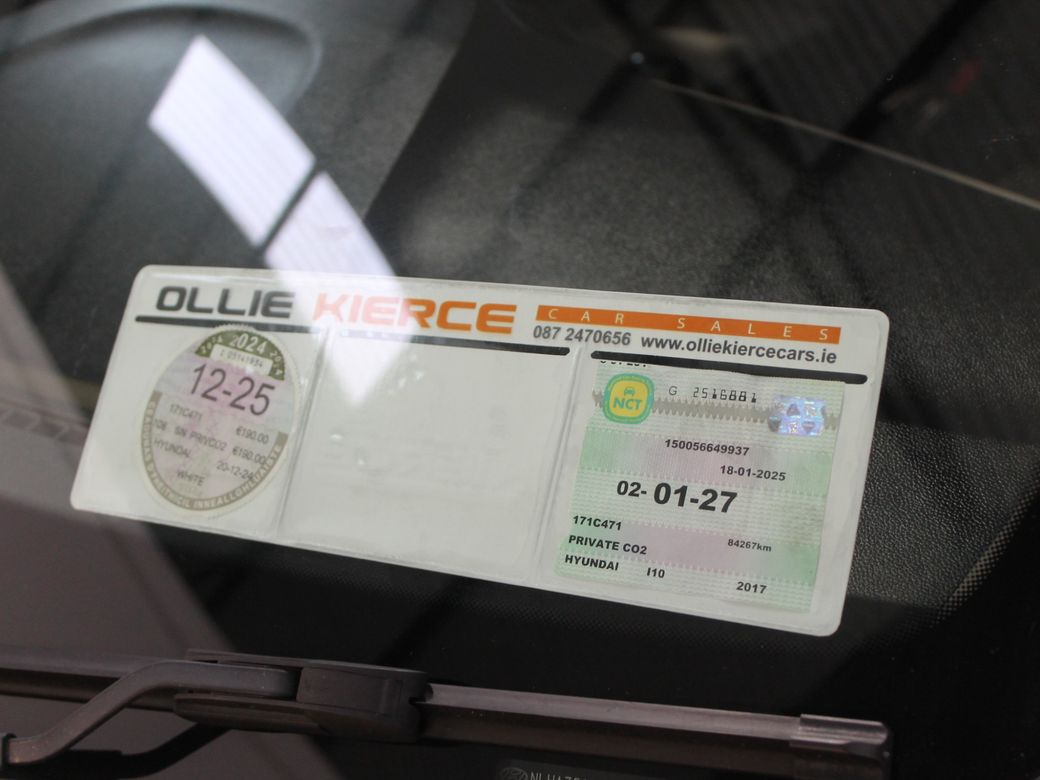 OLLIE KIERCE CAR SALES
087 2470656 www.olliekiercecars.ie
2024
12-25
171C471
€190.00
SIN PRIVCO2 €190.00
HYUNDAI 20-12-24
WHITE
NCT
G 2516881
150056649937
18-01-2025
02-01-27
171C471
PRIVATE CO2 84267km
HYUNDAI I10 2017